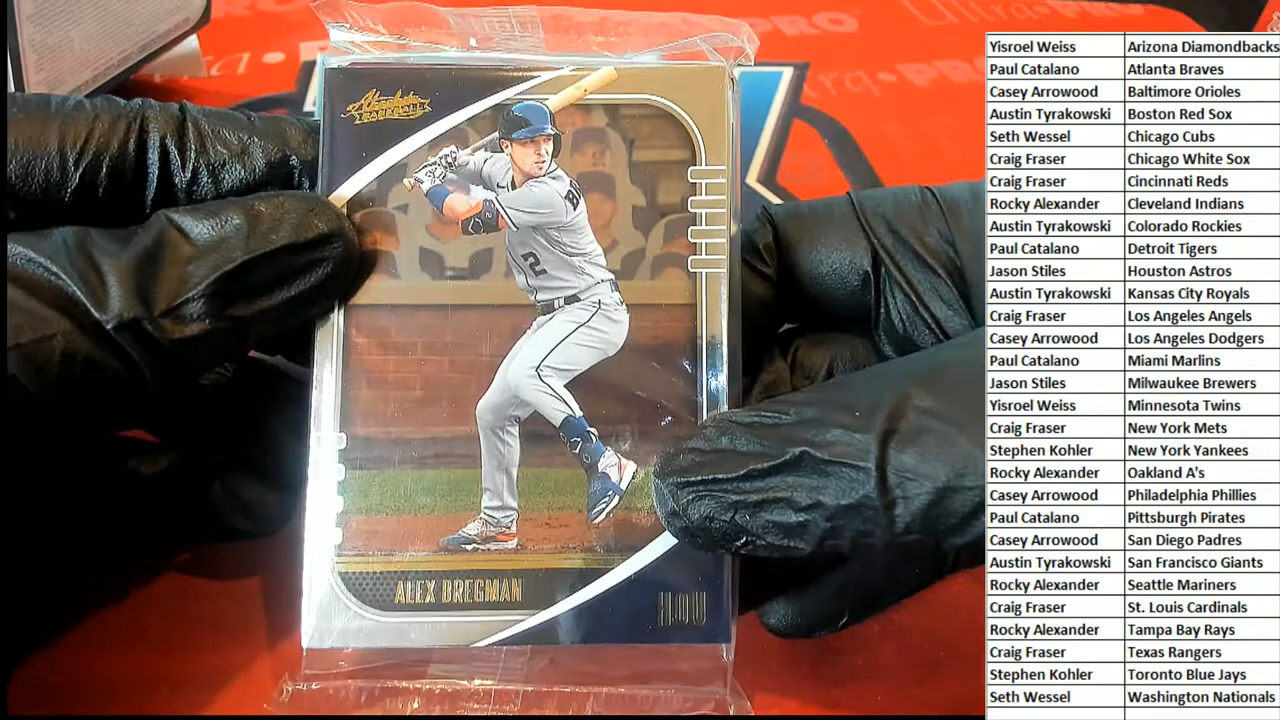 Absolute
BASEBALL
2
ALEX BREGMAN
HOU
Yisroel Weiss Arizona Diamondbacks
Paul Catalano Atlanta Braves
Casey Arrowood Baltimore Orioles
Austin Tyrakowski Boston Red Sox
Seth Wessel Chicago Cubs
Craig Fraser Chicago White Sox
Craig Fraser Cincinnati Reds
Rocky Alexander Cleveland Indians
Austin Tyrakowski Colorado Rockies
Paul Catalano Detroit Tigers
Jason Stiles Houston Astros
Austin Tyrakowski Kansas City Royals
Craig Fraser Los Angeles Angels
Casey Arrowood Los Angeles Dodgers
Paul Catalano Miami Marlins
Jason Stiles Milwaukee Brewers
Yisroel Weiss Minnesota Twins
Craig Fraser New York Mets
Stephen Kohler New York Yankees
Rocky Alexander Oakland A's
Casey Arrowood Philadelphia Phillies
Paul Catalano Pittsburgh Pirates
Casey Arrowood San Diego Padres
Austin Tyrakowski San Francisco Giants
Rocky Alexander Seattle Mariners
Craig Fraser St. Louis Cardinals
Rocky Alexander Tampa Bay Rays
Craig Fraser Texas Rangers
Stephen Kohler Toronto Blue Jays
Seth Wessel Washington Nationals